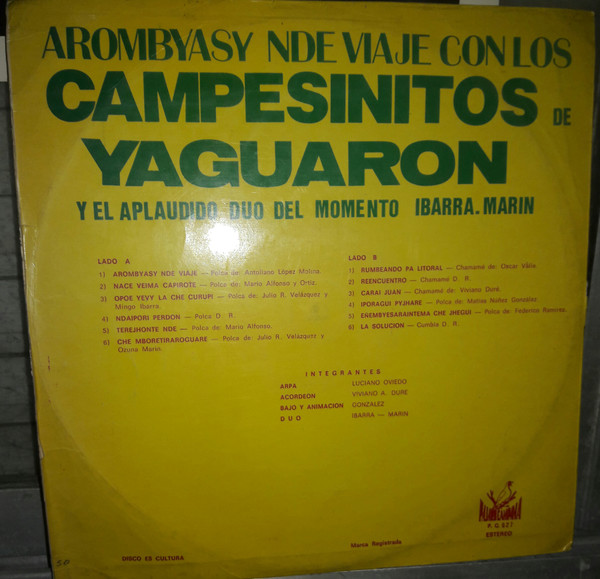 AROMBYASY NDE VIAJE CON LOS
CAMPESINITOS DE
YAGUARON
Y EL APLAUDIDO DUO DEL MOMENTO IBARRA. MARIN
LADO A
1) AROMBYASY NDE VIAJE — Polca de: Antoliano López Molina.
2) NACE VEIMA CAPIROTE — Polca de: Mario Alfonso y Ortiz.
3) OPOE YEVY LA CHE CURUPI — Polca de: Julio R. Velázquez y
Mingo Ibarra.
4) NDAIPORI PERDON — Polca D. R.
5) TEREJHONTE NDE — Polca de: Mario Alfonso.
6) CHE MBORETIRAROGUARE — Polca de: Julio R. Velázqunt y
Marin.
LADO B
1) RUMBEANDO PA LITORAL — Chamamé de: Oscar
2) REENCUENTRO — Chamamé D. R.
3) CARAI JUAN — Chamamé de: Viviano Duré.
4) IPORAGUI PYJHARE — Polca de: Matías Núñez González.
5) ENEMBYESARAINTEMA CHE JHEGUI — Polca de: Federico Ramirez.
6) LA SOLUCION — Cumbia D. R.
INTEGRANTES
ARPA LUCIANO OVIEDO
ACORDEON VIVIANO A. DURE
BAJO Y ANIMACION GONZALEZ
DUO IBARRA — MARIN
P. G 527
ESTEREO
Marca Registrada
DISCO ES CULTURA